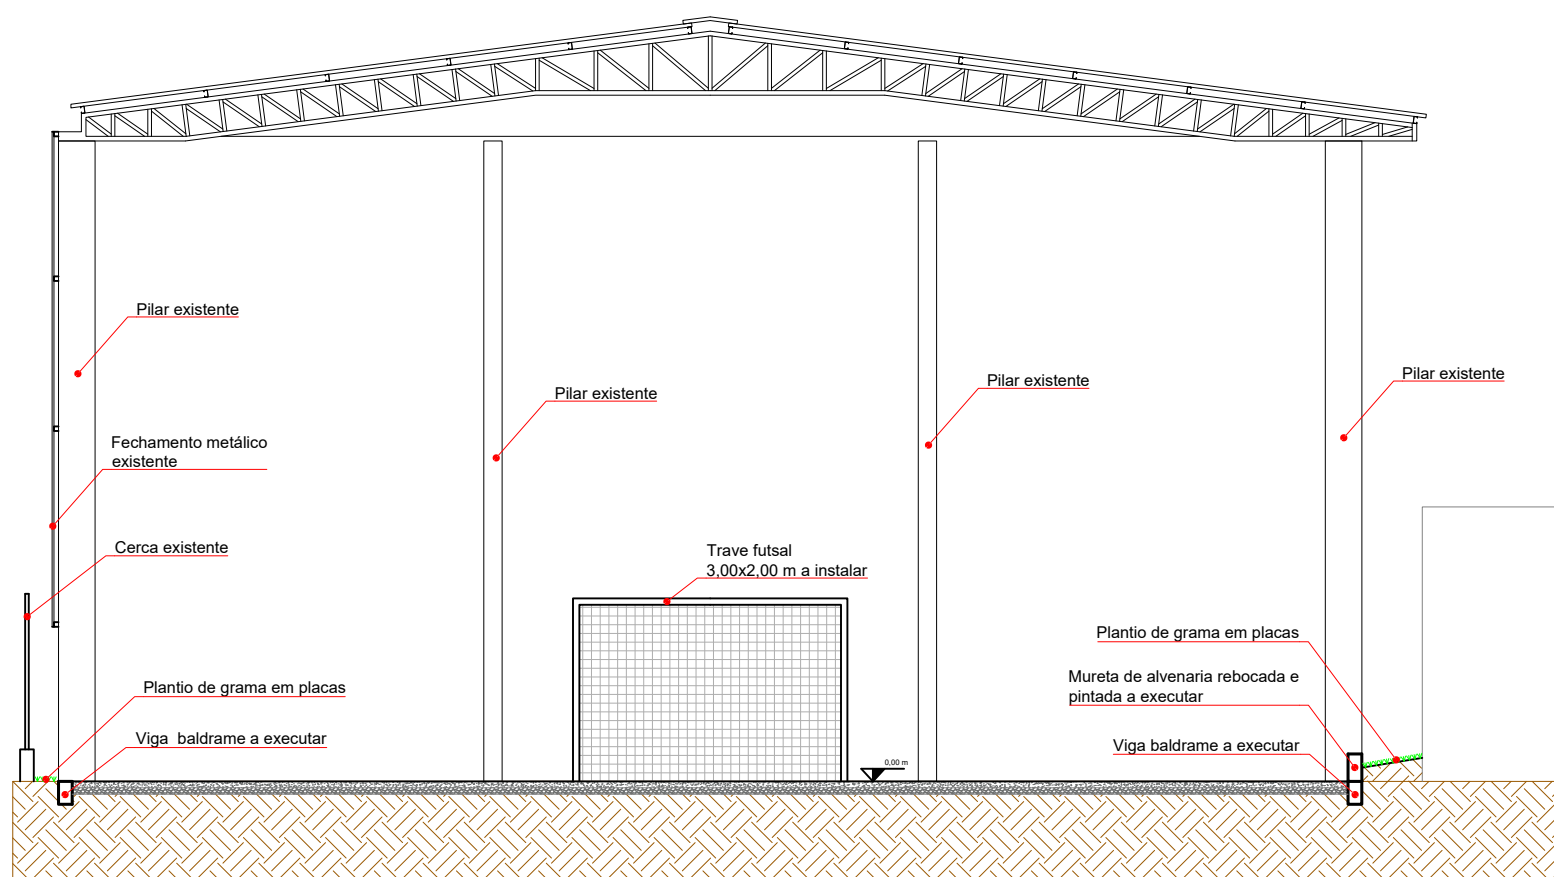 Pilar existente
Pilar existente
Pilar existente
Pilar existente
Fechamento metálico
existente
Cerca existente
Trave futsal
3,00x2,00 m a instalar
Plantio de grama em placas
Mureta de alvenaria rebocada e
pintada a executar
Plantio de grama em placas
Viga baldrame a executar
Viga baldrame a executar
0,00 m